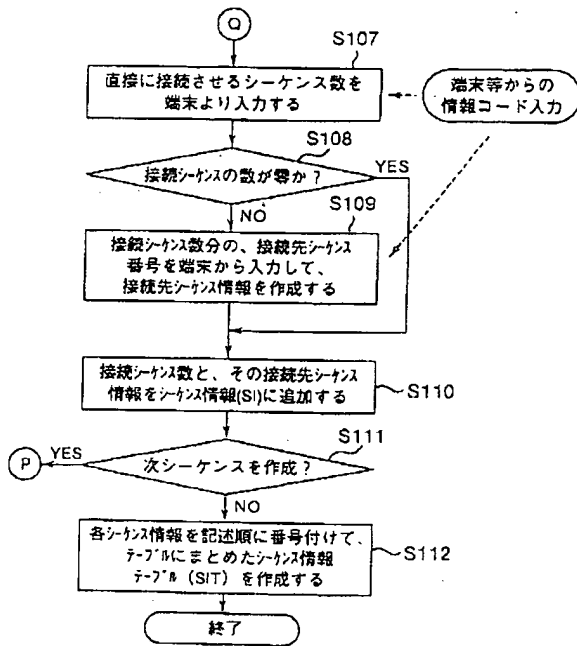 Q
S107
直接に接続させるシーケンス数を
端末より入力する
端末等からの
情報コード入力
S108
接続シーケンスの数が零か?
YES
NO
S109
接続シーケンス数分の、接続先シーケンス
番号を端末から入力して、
接続先シーケンス情報を作成する
接続シーケンス数と、その接続先シーケンス
情報をシーケンス情報(SI)に追加する
S110
S111
P
YES
次シーケンスを作成?
NO
各シーケンス情報を記述順に番号付けて、
テーブルにまとめたシーケンス情報
テーブル (SIT) を作成する
S112
終了